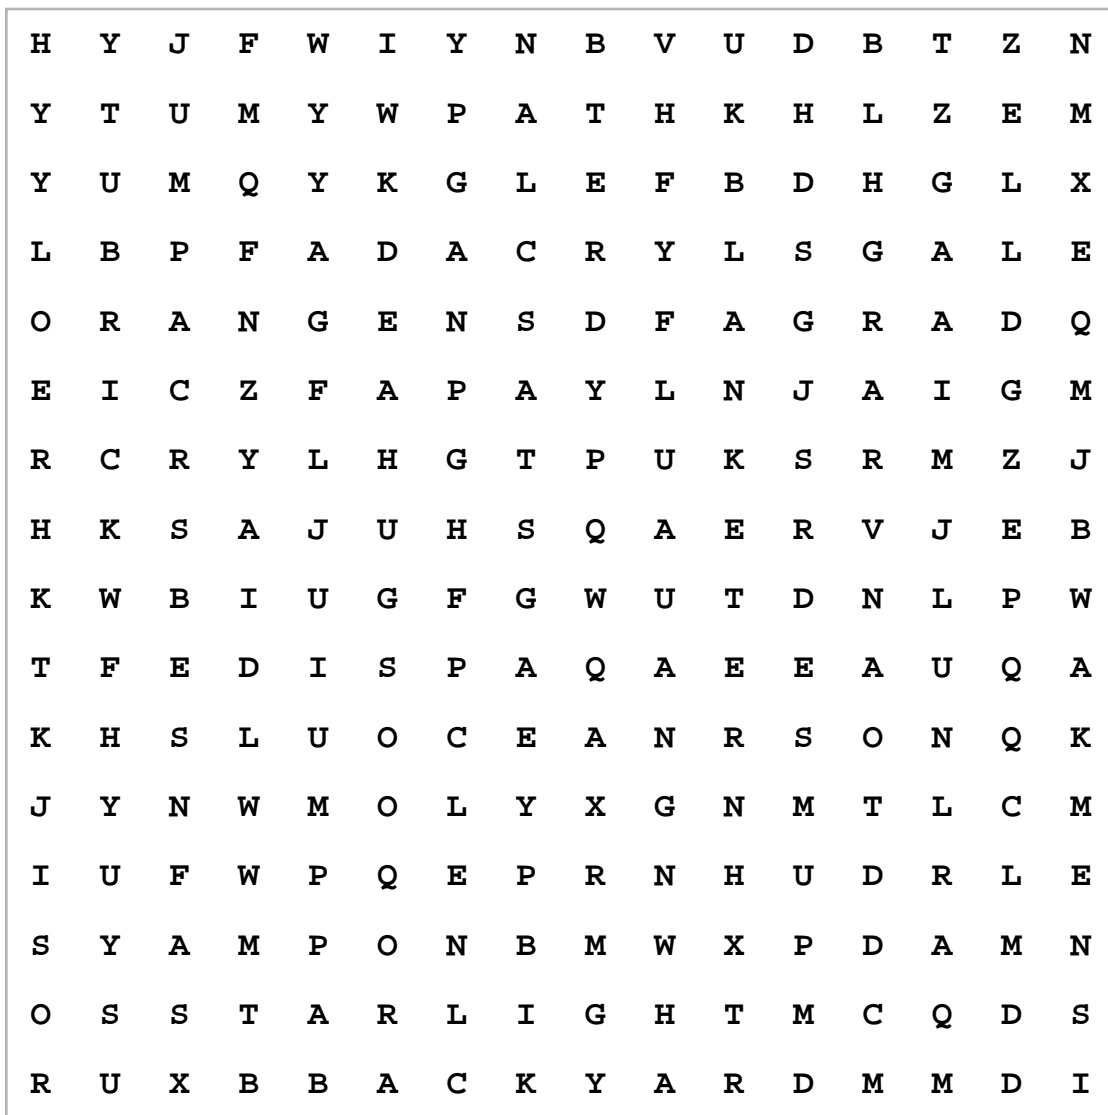 H Y J F W I Y N B V U D B T Z N
Y T U M Y W P A T H K H L Z E M
Y U M Q Y K G L E F B D H G L X
L B P F A D A C R Y L S G A L E
O R A N G E N S D F A G R A D Q
E I C Z F A P A Y L N J A I G M
R C R Y L H G T P U K S R M Z J
H K S A J U H S Q A E R V J E B
K W B I U G F G W U T D N L P W
T F E D I S P A Q A E E A U Q A
K H S L U O C E A N R S O N Q K
J Y N W M O L Y X G N M T L C M
I U F W P Q E P R N H U D R L E
S Y A M P O N B M W X P D A M N
O S S T A R L I G H T M C Q D S
R U X B B A C K Y A R D M M D I